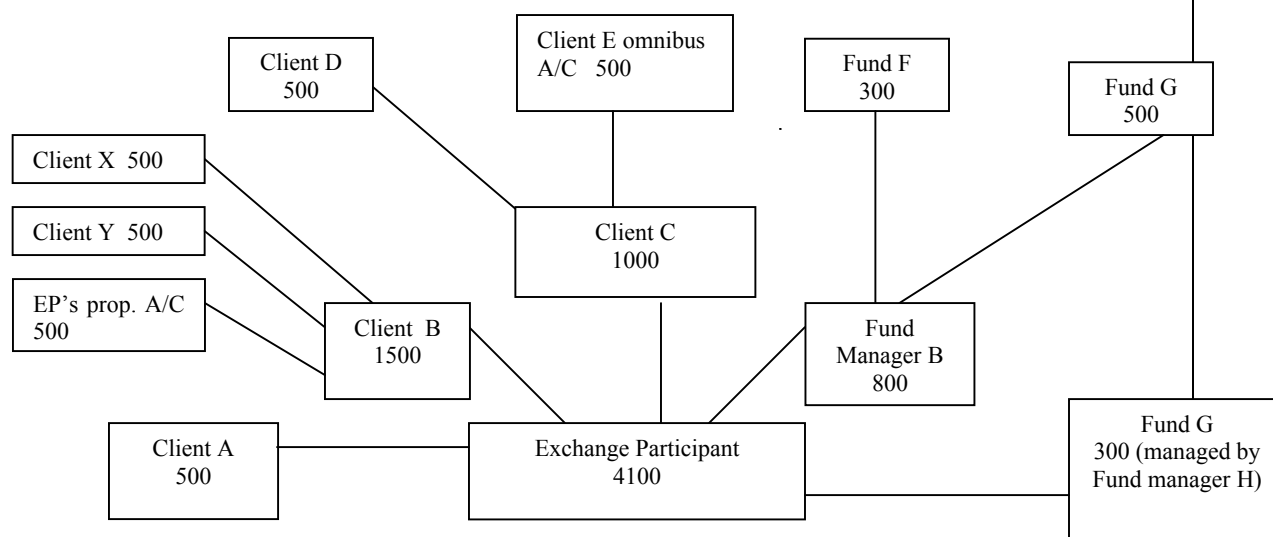 Client D
500
Client E omnibus
A/C 500
Fund F
300
Fund G
500
Client X 500
Client Y 500
EP’s prop. A/C
500
Client B
1500
Client C
1000
Fund
Manager B
800
Client A
500
Exchange Participant
4100
Fund G
300 (managed by
Fund manager H)